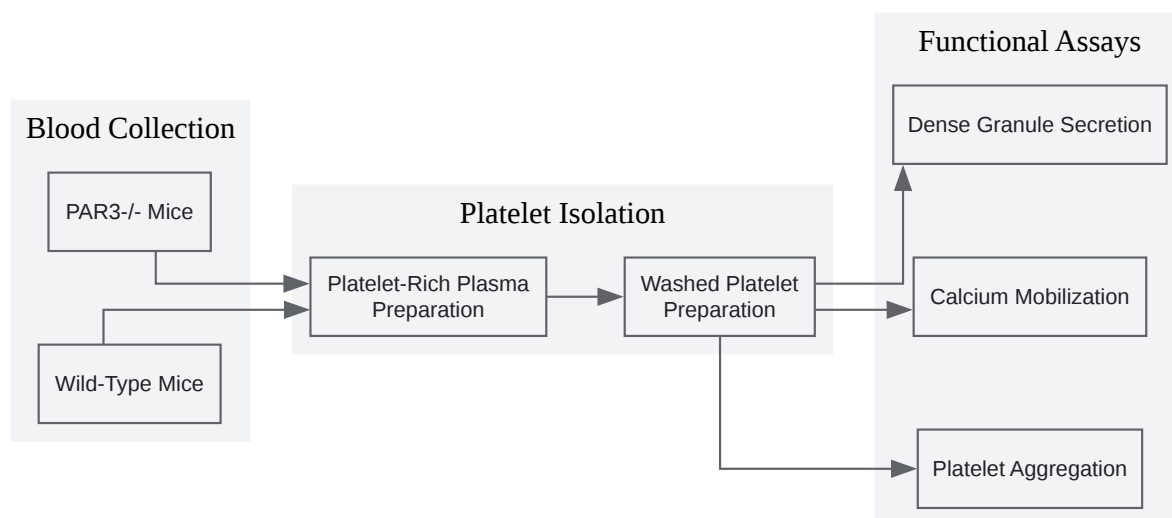 Blood Collection
PAR3-/- Mice
Wild-Type Mice
Platelet Isolation
Platelet-Rich Plasma
Preparation
Washed Platelet
Preparation
Functional Assays
Dense Granule Secretion
Calcium Mobilization
Platelet Aggregation